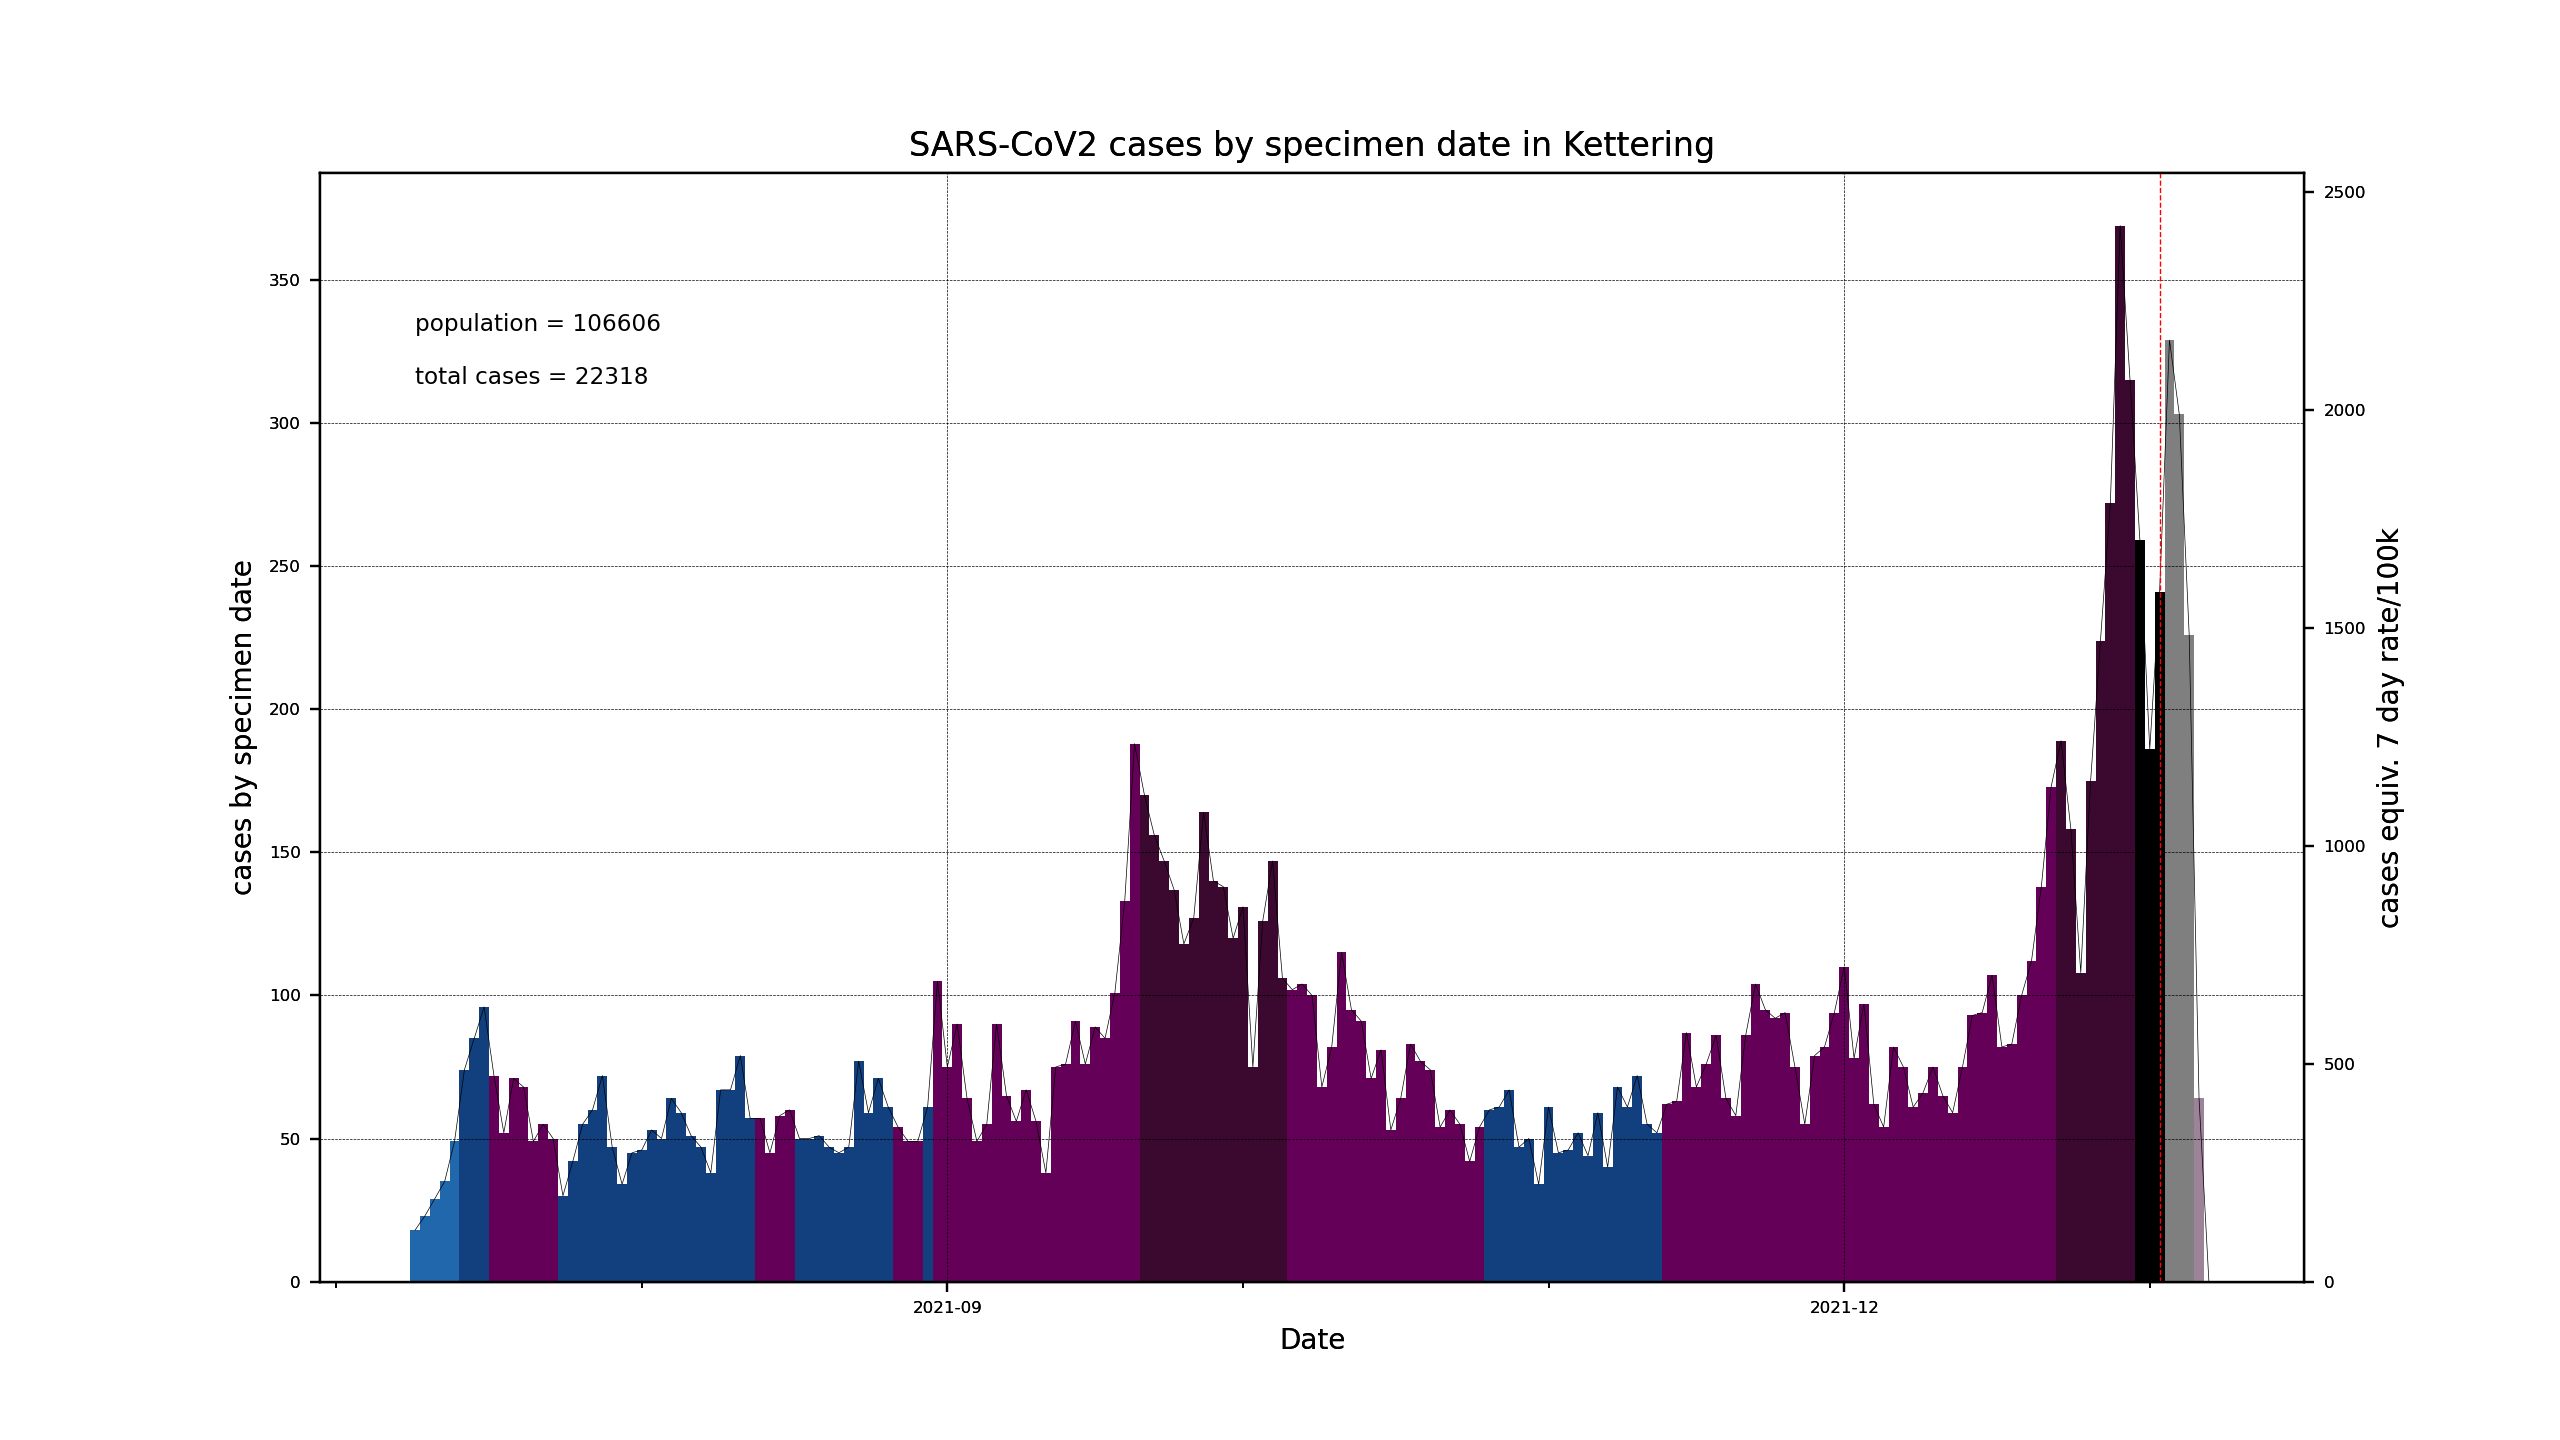 SARS-CoV2 cases by specimen date in Kettering
population = 106606
total cases = 22318
cases by specimen date
350
300
250
200
150
100
50
0
2500
2000
1500
1000
500
0
cases equiv. 7 day rate/100k
2021-09
2021-12
Date